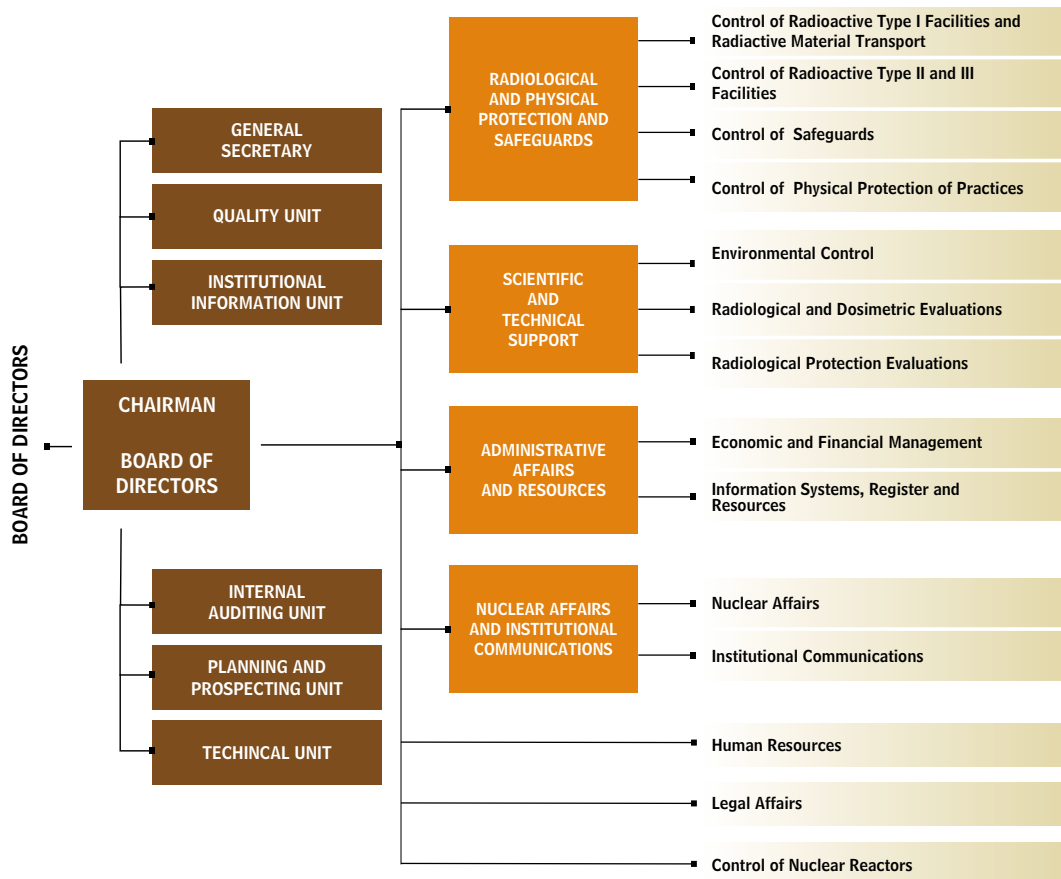 BOARD OF DIRECTORS
CHAIRMAN
BOARD OF
DIRECTORS
GENERAL
SECRETARY
QUALITY UNIT
INSTITUTIONAL
INFORMATION UNIT
INTERNAL
AUDITING UNIT
PLANNING AND
PROSPECTING UNIT
TECHINCAL UNIT
RADIOLOGICAL
AND PHYSICAL
PROTECTION AND
SAFEGUARDS
Control of Radioactive Type I Facilities and
Radiactive Material Transport
Control of Radioactive Type II and III
Facilities
Control of Safeguards
Control of Physical Protection of Practices
SCIENTIFIC
AND
TECHNICAL
SUPPORT
Environmental Control
Radiological and Dosimetric Evaluations
Radiological Protection Evaluations
ADMINISTRATIVE
AFFAIRS
AND RESOURCES
Economic and Financial Management
Information Systems, Register and
Resources
NUCLEAR AFFAIRS
AND INSTITUTIONAL
COMMUNICATIONS
Nuclear Affairs
Institutional Communications
Human Resources
Legal Affairs
Control of Nuclear Reactors